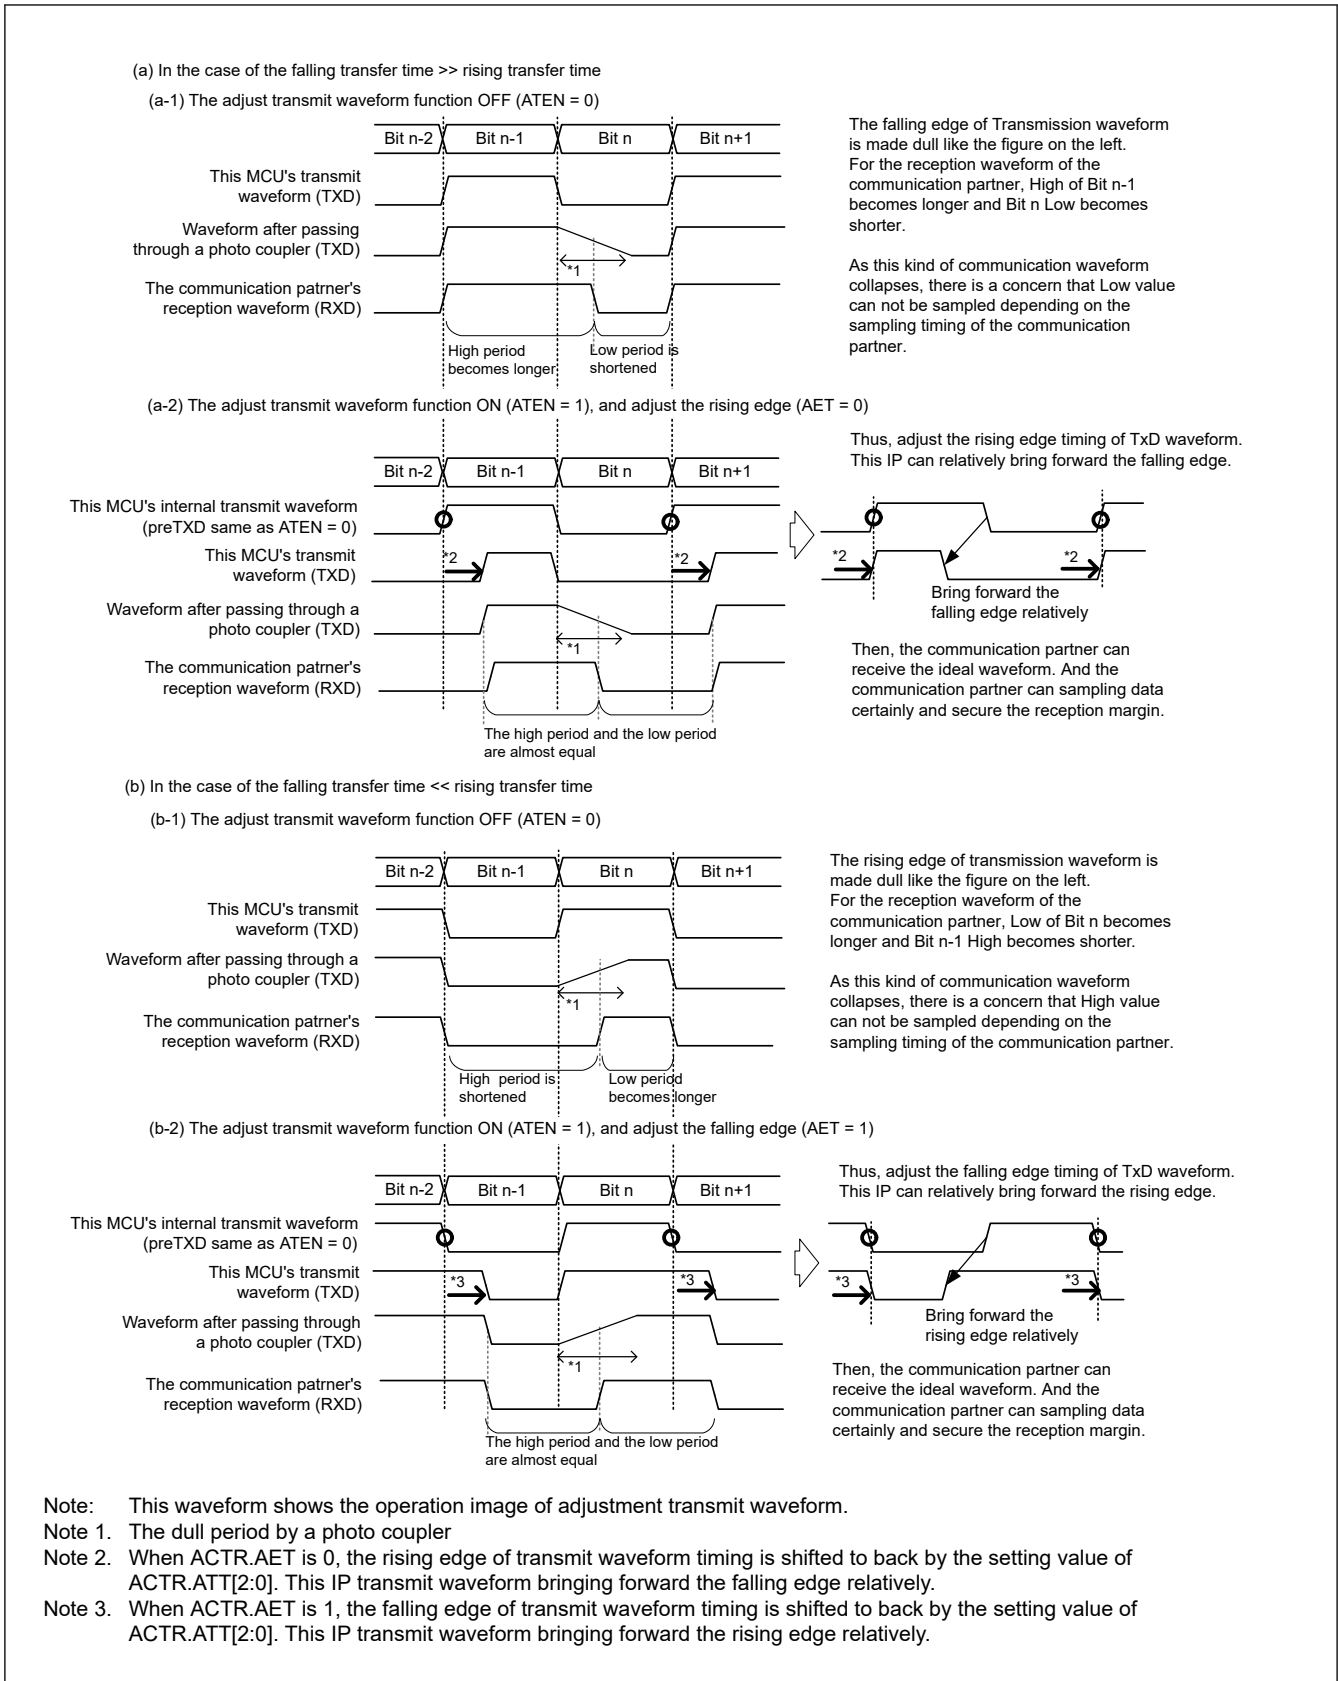 (a) In the case of the falling transfer time >> rising transfer time
(a-1) The adjust transmit waveform function OFF (ATEN = 0)
Bit n-2 Bit n-1 Bit n Bit n+1
This MCU's transmit
waveform (TXD)
Waveform after passing
through a photo coupler (TXD)
*1
The communication patrner's
reception waveform (RXD)
High period
becomes longer
Low period is
shortened
The falling edge of Transmission waveform
is made dull like the figure on the left.
For the reception waveform of the
communication partner, High of Bit n-1
becomes longer and Bit n Low becomes
shorter.
As this kind of communication waveform
collapses, there is a concern that Low value
can not be sampled depending on the
sampling timing of the communication
partner.
(a-2) The adjust transmit waveform function ON (ATEN = 1), and adjust the rising edge (AET = 0)
Bit n-2 Bit n-1 Bit n Bit n+1
This MCU's internal transmit waveform
(preTXD same as ATEN = 0)
This MCU's transmit
waveform (TXD)
*2 *2
Waveform after passing through a
photo coupler (TXD)
*1
The communication patrner's
reception waveform (RXD)
The high period and the low period
are almost equal
Thus, adjust the rising edge timing of TxD waveform.
This IP can relatively bring forward the falling edge.
*2 *2
Bring forward the
falling edge relatively
Then, the communication partner can
receive the ideal waveform. And the
communication partner can sampling data
certainly and secure the reception margin.
(b) In the case of the falling transfer time << rising transfer time
(b-1) The adjust transmit waveform function OFF (ATEN = 0)
Bit n-2 Bit n-1 Bit n Bit n+1
This MCU's transmit
waveform (TXD)
Waveform after passing through a
photo coupler (TXD)
*1
The communication patrner's
reception waveform (RXD)
High period is
shortened
Low period
becomes longer
The rising edge of transmission waveform is
made dull like the figure on the left.
For the reception waveform of the
communication partner, Low of Bit n becomes
longer and Bit n-1 High becomes shorter.
As this kind of communication waveform
collapses, there is a concern that High value
can not be sampled depending on the
sampling timing of the communication partner.
(b-2) The adjust transmit waveform function ON (ATEN = 1), and adjust the falling edge (AET = 1)
Bit n-2 Bit n-1 Bit n Bit n+1
This MCU's internal transmit waveform
(preTXD same as ATEN = 0)
This MCU's transmit
waveform (TXD)
*3 *3
Waveform after passing through
a photo coupler (TXD)
*1
The communication patrner's
reception waveform (RXD)
The high period and the low period
are almost equal
Thus, adjust the falling edge timing of TxD waveform.
This IP can relatively bring forward the rising edge.
*3 *3
Bring forward the
rising edge relatively
Then, the communication partner can
receive the ideal waveform. And the
communication partner can sampling data
certainly and secure the reception margin.
Note: This waveform shows the operation image of adjustment transmit waveform.
Note 1. The dull period by a photo coupler
Note 2. When ACTR.AET is 0, the rising edge of transmit waveform timing is shifted to back by the setting value of
ACTR.ATT[2:0]. This IP transmit waveform bringing forward the falling edge relatively.
Note 3. When ACTR.AET is 1, the falling edge of transmit waveform timing is shifted to back by the setting value of
ACTR.ATT[2:0]. This IP transmit waveform bringing forward the rising edge relatively.